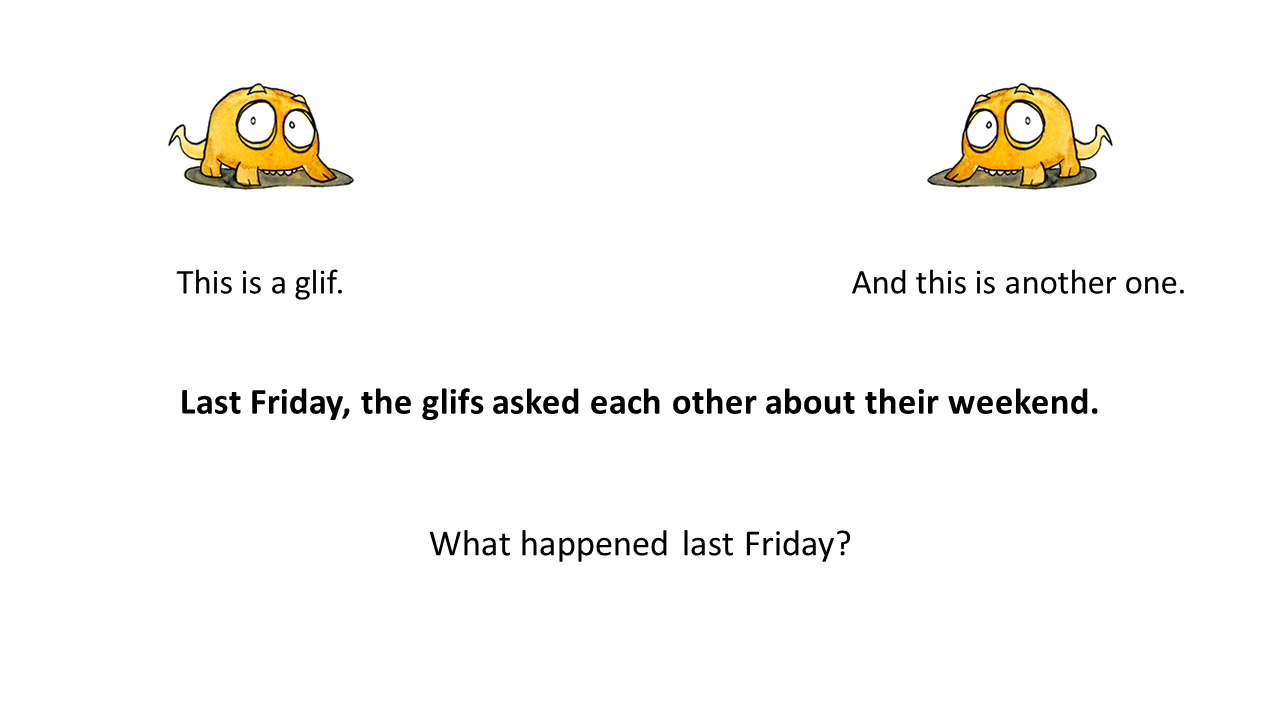 This is a glif.
And this is another one.
Last Friday, the glifs asked each other about their weekend.
What happened last Friday?